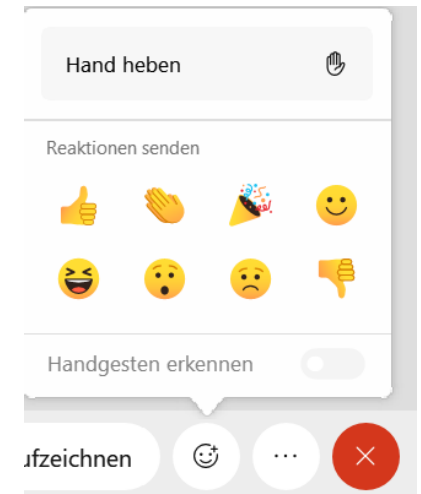 Hand heben
Reaktionen senden
Handgesten erkennen
ufzeichnen